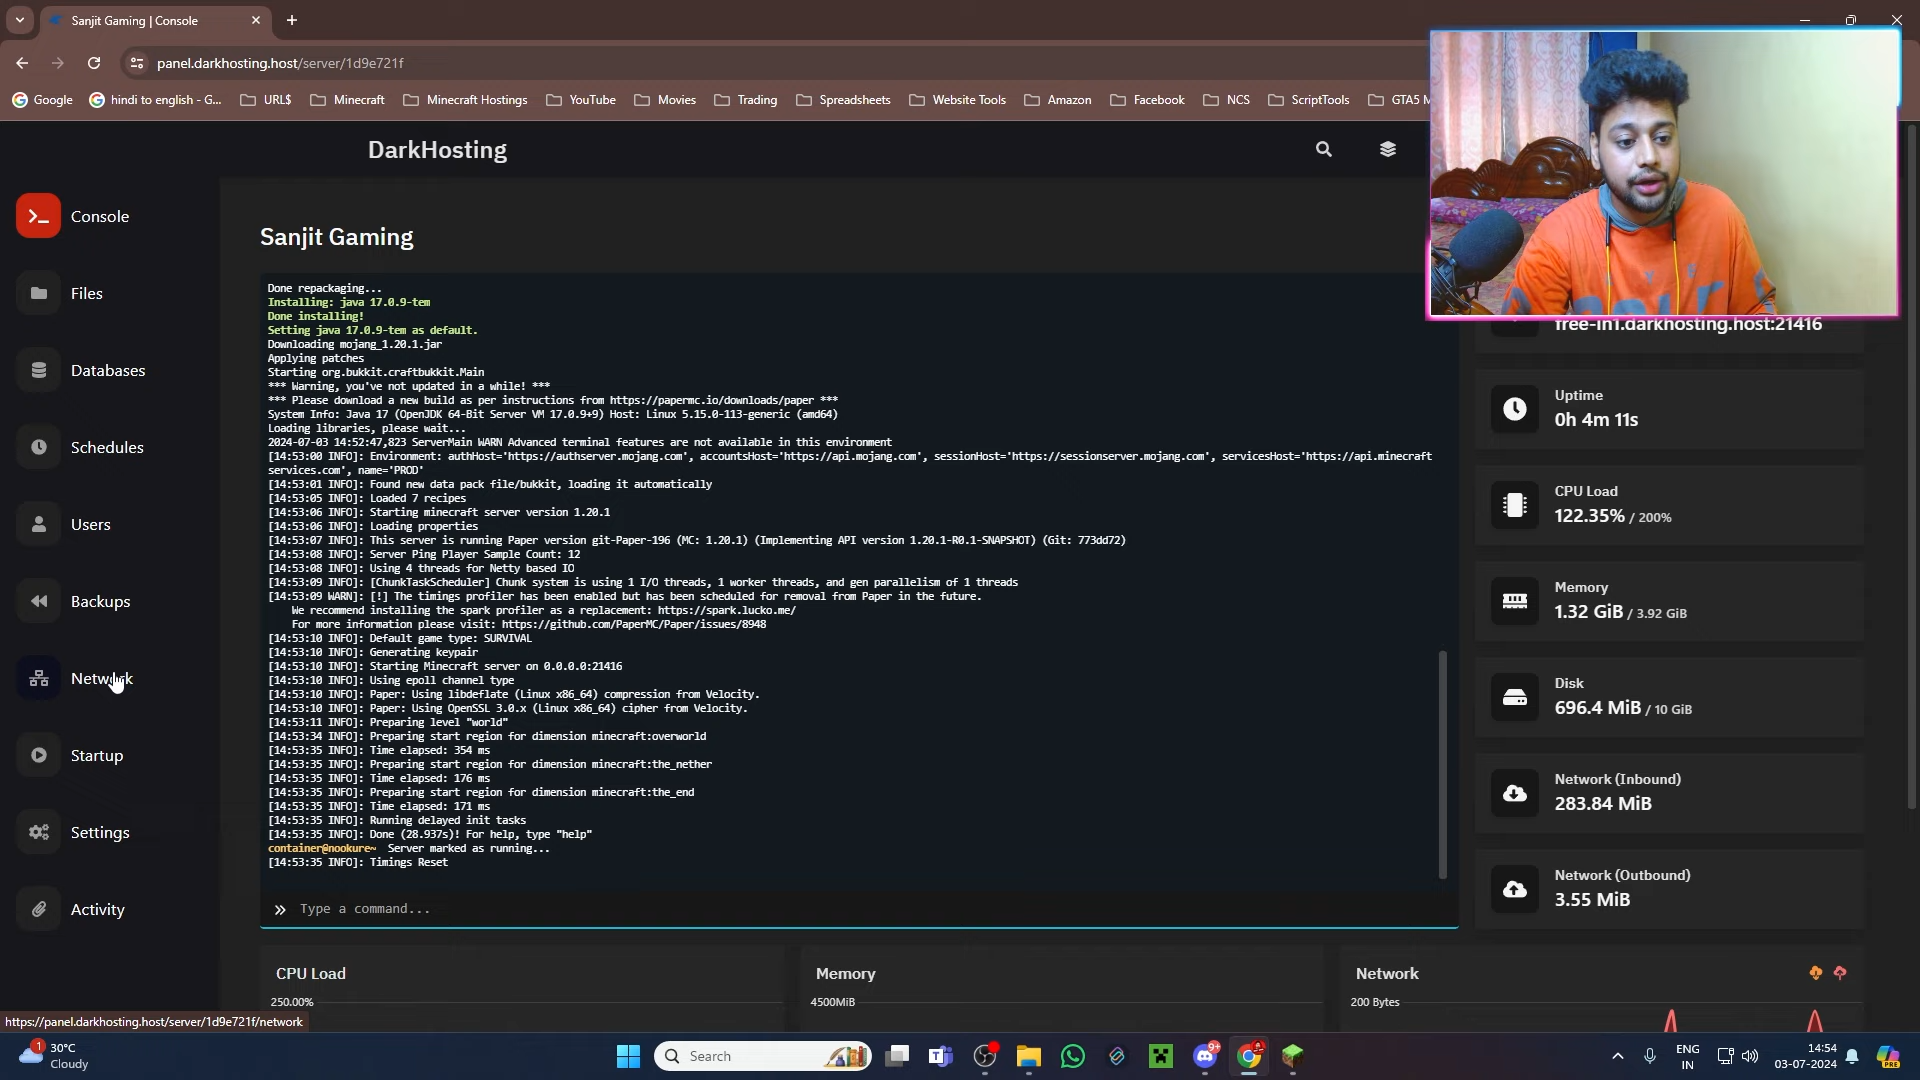 Sanjit Gaming | Console
panel.darkhosting.host/server/1d9e721f
Google
hindi to english - G...
URL$
Minecraft
Minecraft Hostings
YouTube
Movies
Trading
Spreadsheets
Website Tools
Amazon
Facebook
NCS
ScriptTools
GTA5 M
DarkHosting
Console
Files
Databases
Schedules
Users
Backups
Network
Startup
Settings
Activity
Sanjit Gaming
Done repackaging...
Installing: java 17.0.9-tem
Done installing!
Setting java 17.0.9-tem as default.
Downloading mojang_1.20.1.jar
Applying patches
Starting org.bukkit.craftbukkit.Main
*** Warning, you've not updated in a while! ***
*** Please download a new build as per instructions from https://papermc.io/downloads/paper ***
System Info: Java 17 (OpenJDK 64-Bit Server VM 17.0.9+9) Host: Linux 5.15.0-113-generic (amd64)
Loading libraries, please wait...
2024-07-03 14:52:47,823 ServerMain WARN Advanced terminal features are not available in this environment
[14:53:00 INFO]: Environment: authHost='https://authserver.mojang.com', accountsHost='https://api.mojang.com', sessionHost='https://sessionserver.mojang.com', servicesHost='https://api.minecraft
services.com', name='PROD'
[14:53:01 INFO]: Found new data pack file/bukkit, loading it automatically
[14:53:05 INFO]: Loaded 7 recipes
[14:53:06 INFO]: Starting minecraft server version 1.20.1
[14:53:06 INFO]: Loading properties
[14:53:07 INFO]: This server is running Paper version git-Paper-196 (MC: 1.20.1) (Implementing API version 1.20.1-R0.1-SNAPSHOT) (Git: 773dd72)
[14:53:08 INFO]: Server Ping Player Sample Count: 12
[14:53:08 INFO]: Using 4 threads for Netty based IO
[14:53:09 INFO]: [ChunkTaskScheduler] Chunk system is using 1 I/O threads, 1 worker threads, and gen parallelism of 1 threads
[14:53:09 WARN]: [!] The timings profiler has been enabled but has been scheduled for removal from Paper in the future.
We recommend installing the spark profiler as a replacement: https://spark.lucko.me/
For more information please visit: https://github.com/PaperMC/Paper/issues/8948
[14:53:10 INFO]: Default game type: SURVIVAL
[14:53:10 INFO]: Generating keypair
[14:53:10 INFO]: Starting Minecraft server on 0.0.0.0:21416
[14:53:10 INFO]: Using epoll channel type
[14:53:10 INFO]: Paper: Using libdeflate (Linux x86_64) compression from Velocity.
[14:53:10 INFO]: Paper: Using OpenSSL 3.0.x (Linux x86_64) cipher from Velocity.
[14:53:11 INFO]: Preparing level "world"
[14:53:34 INFO]: Preparing start region for dimension minecraft:overworld
[14:53:35 INFO]: Time elapsed: 354 ms
[14:53:35 INFO]: Preparing start region for dimension minecraft:the_nether
[14:53:35 INFO]: Time elapsed: 176 ms
[14:53:35 INFO]: Preparing start region for dimension minecraft:the_end
[14:53:35 INFO]: Time elapsed: 171 ms
[14:53:35 INFO]: Running delayed init tasks
[14:53:35 INFO]: Done (28.937s)! For help, type "help"
container@nookure~ Server marked as running...
[14:53:35 INFO]: Timings Reset
Type a command...
free-in1.darkhosting.host:21416
Uptime
0h 4m 11s
CPU Load
122.35% / 200%
Memory
1.32 GiB / 3.92 GiB
Disk
696.4 MiB / 10 GiB
Network (Inbound)
283.84 MiB
Network (Outbound)
3.55 MiB
CPU Load
250.00%
Memory
4500MiB
Network
200 Bytes
https://panel.darkhosting.host/server/1d9e721f/network
1
30°C
Cloudy
Search
9+
ENG
IN
14:54
03-07-2024
PRE